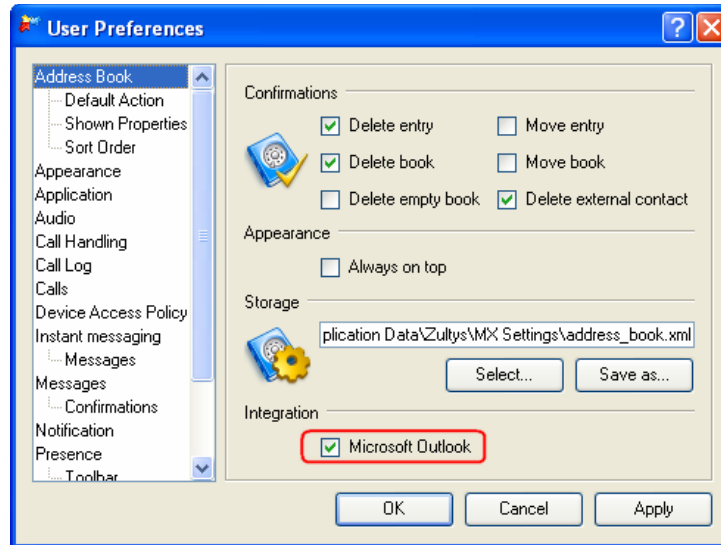 User Preferences
Address Book
Default Action
Shown Properties
Sort Order
Appearance
Application
Audio
Call Handling
Call Log
Calls
Device Access Policy
Instant messaging
Messages
Messages
Confirmations
Notification
Presence
Toolbar
Confirmations
Delete entry
Move entry
Delete book
Move book
Delete empty book
Delete external contact
Appearance
Always on top
Storage
plication Data\Zultys\MX Settings\address_book.xml
Select...
Save as...
Integration
Microsoft Outlook
OK
Cancel
Apply